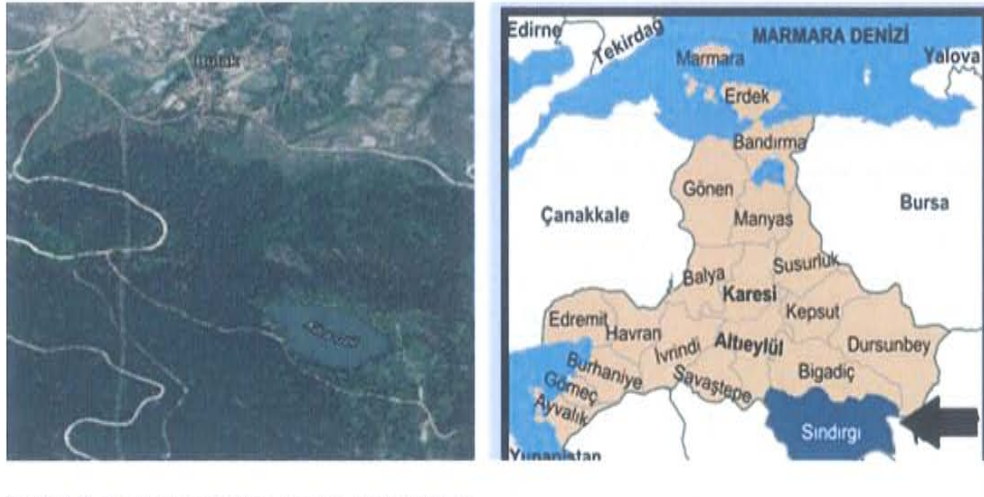 Edirne
Tekirdağ
MARMARA DENİZİ
Yalova
Marmara
Erdek
Bandırma
Gönen
Çanakkale
Bursa
Manyas
Susurluk
Balya
Karesi
Kepsut
Edremit
Havran
İvrindi
Altıeylül
Dursunbey
Burhaniye
Savaştepe
Bigadiç
Gömeç
Ayvalık
Sındırgı
Yunanistan